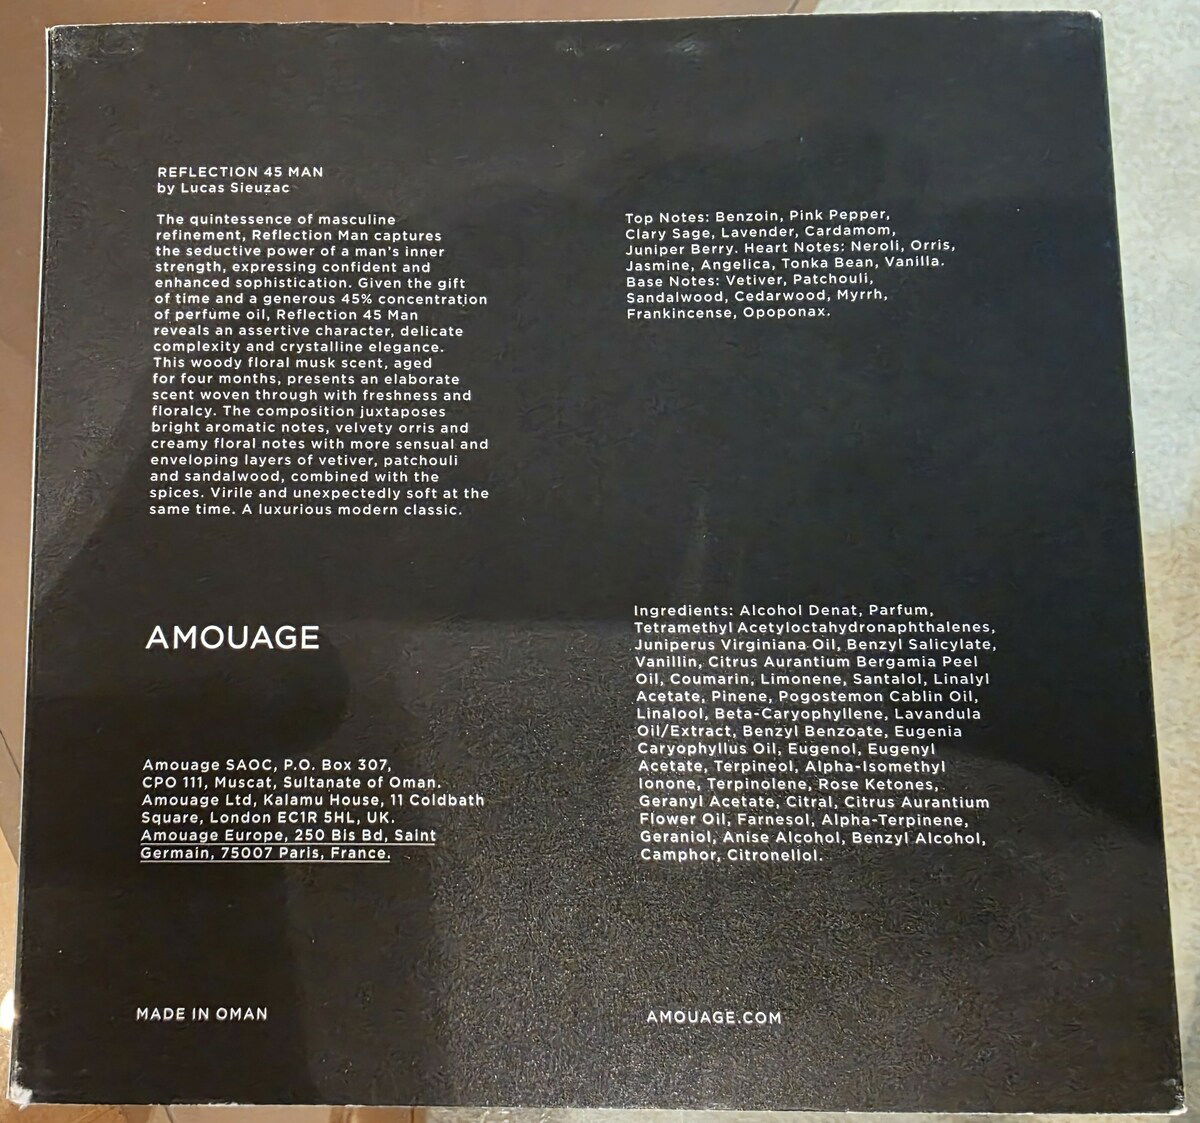 REFLECTION 45 MAN
by Lucas Sieuzac
The quintessence of masculine
refinement, Reflection Man captures
the seductive power of a man's inner
strength, expressing confident and
enhanced sophistication. Given the gift
of time and a generous 45% concentration
of perfume oil, Reflection 45 Man
reveals an assertive character, delicate
complexity and crystalline elegance.
This woody floral musk scent, aged
for four months, presents an elaborate
scent woven through with freshness and
floralcy. The composition juxtaposes
bright aromatic notes, velvety orris and
creamy floral notes with more sensual and
enveloping layers of vetiver, patchouli
and sandalwood, combined with the
spices. Virile and unexpectedly soft at the
same time. A luxurious modern classic.
Top Notes: Benzoin, Pink Pepper,
Clary Sage, Lavender, Cardamom,
Juniper Berry. Heart Notes: Neroli, Orris,
Jasmine, Angelica, Tonka Bean, Vanilla.
Base Notes: Vetiver, Patchouli,
Sandalwood, Cedarwood, Myrrh,
Frankincense, Opoponax.
AMOUAGE
Amouage SAOC, P.O. Box 307,
CPO 111, Muscat, Sultanate of Oman.
Amouage Ltd, Kalamu House, 11 Coldbath
Square, London EC1R 5HL, UK.
Amouage Europe, 250 Bis Bd, Saint
Germain, 75007 Paris, France.
Ingredients: Alcohol Denat, Parfum,
Tetramethyl Acetyloctahydronaphthalenes,
Juniperus Virginiana Oil, Benzyl Salicylate,
Vanillin, Citrus Aurantium Bergamia Peel
Oil, Coumarin, Limonene, Santalol, Linalyl
Acetate, Pinene, Pogostemon Cablin Oil,
Linalool, Beta-Caryophyllene, Lavandula
Oil/Extract, Benzyl Benzoate, Eugenia
Caryophyllus Oil, Eugenol, Eugenyl
Acetate, Terpineol, Alpha-Isomethyl
Ionone, Terpinolene, Rose Ketones,
Geranyl Acetate, Citral, Citrus Aurantium
Flower Oil, Farnesol, Alpha-Terpinene,
Geraniol, Anise Alcohol, Benzyl Alcohol,
Camphor, Citronellol.
MADE IN OMAN
AMOUAGE.COM